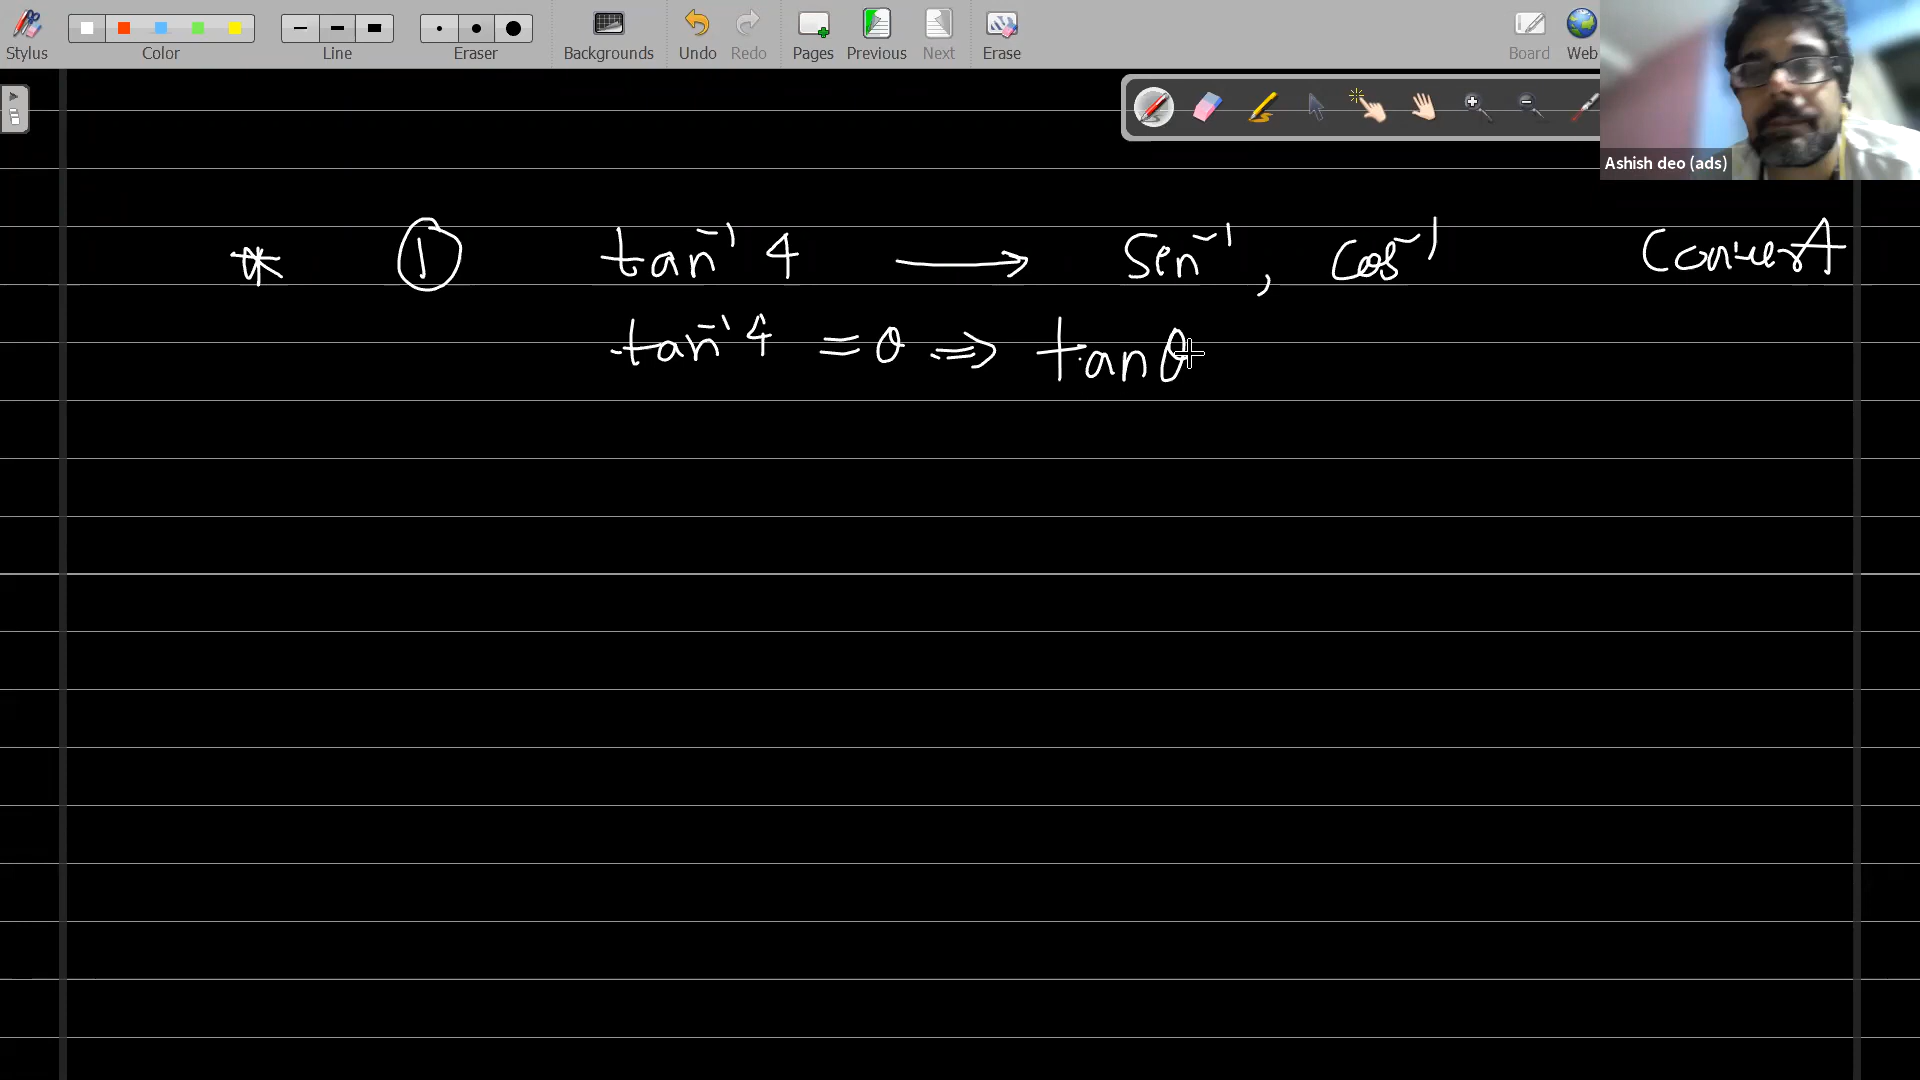 Stylus Color Line Eraser Backgrounds Undo Redo Pages Previous Next Erase Board Web
Ashish deo (ads)
* ① tan⁻¹ 4 → Sin⁻¹ , Cos⁻¹ Convert
tan⁻¹ 4 = θ ⇒ tan θ